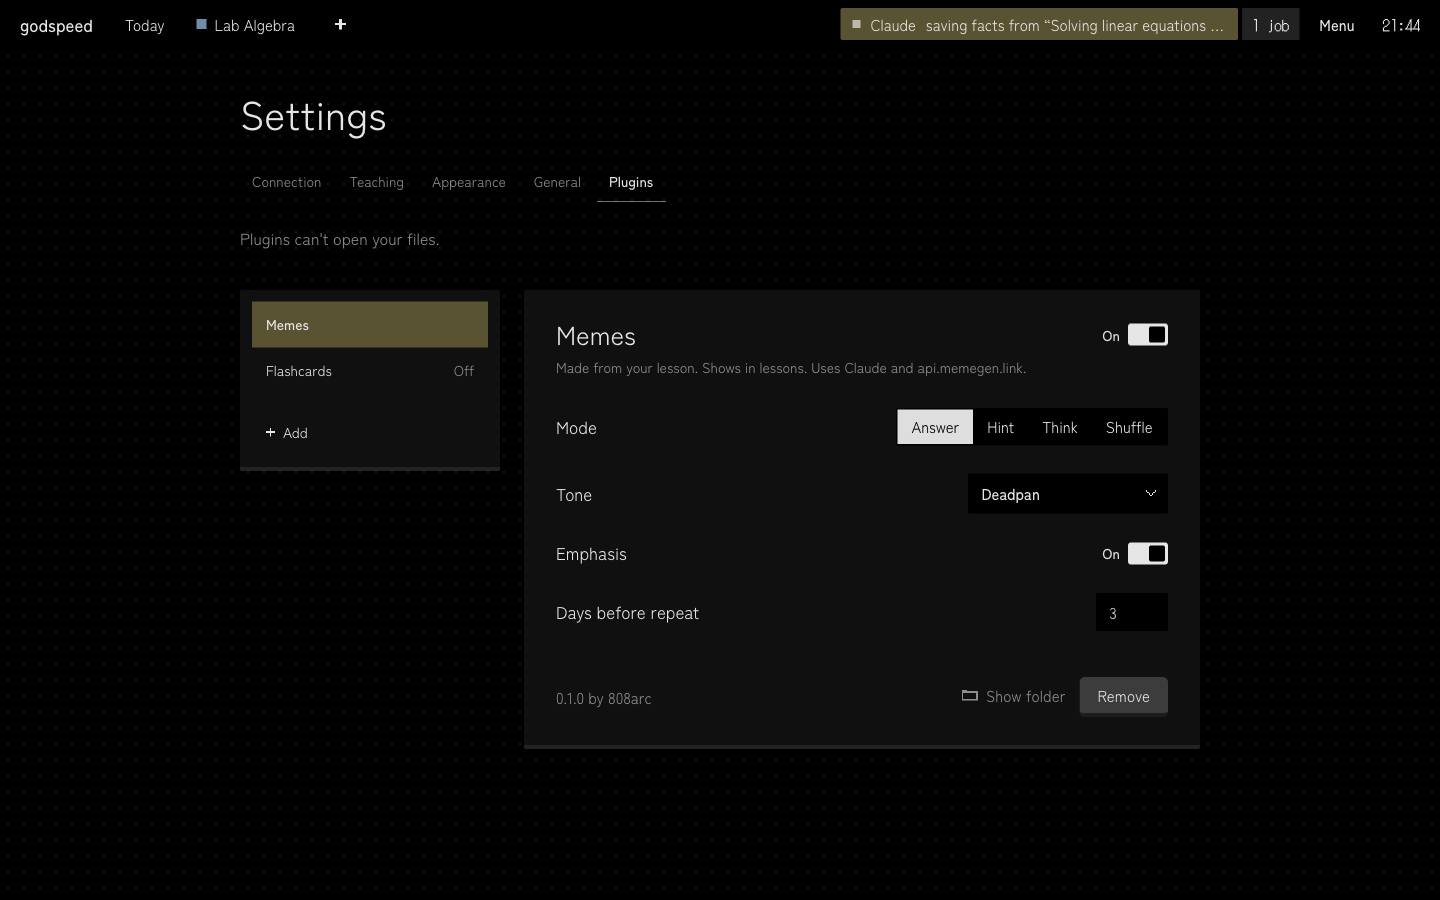 godspeed Today Lab Algebra + Claude saving facts from “Solving linear equations ... 1 job Menu 21:44
Settings
Connection Teaching Appearance General Plugins
Plugins can't open your files.
Memes
Flashcards Off
+ Add
Memes On
Made from your lesson. Shows in lessons. Uses Claude and api.memegen.link.
Mode Answer Hint Think Shuffle
Tone Deadpan
Emphasis On
Days before repeat 3
0.1.0 by 808arc Show folder Remove